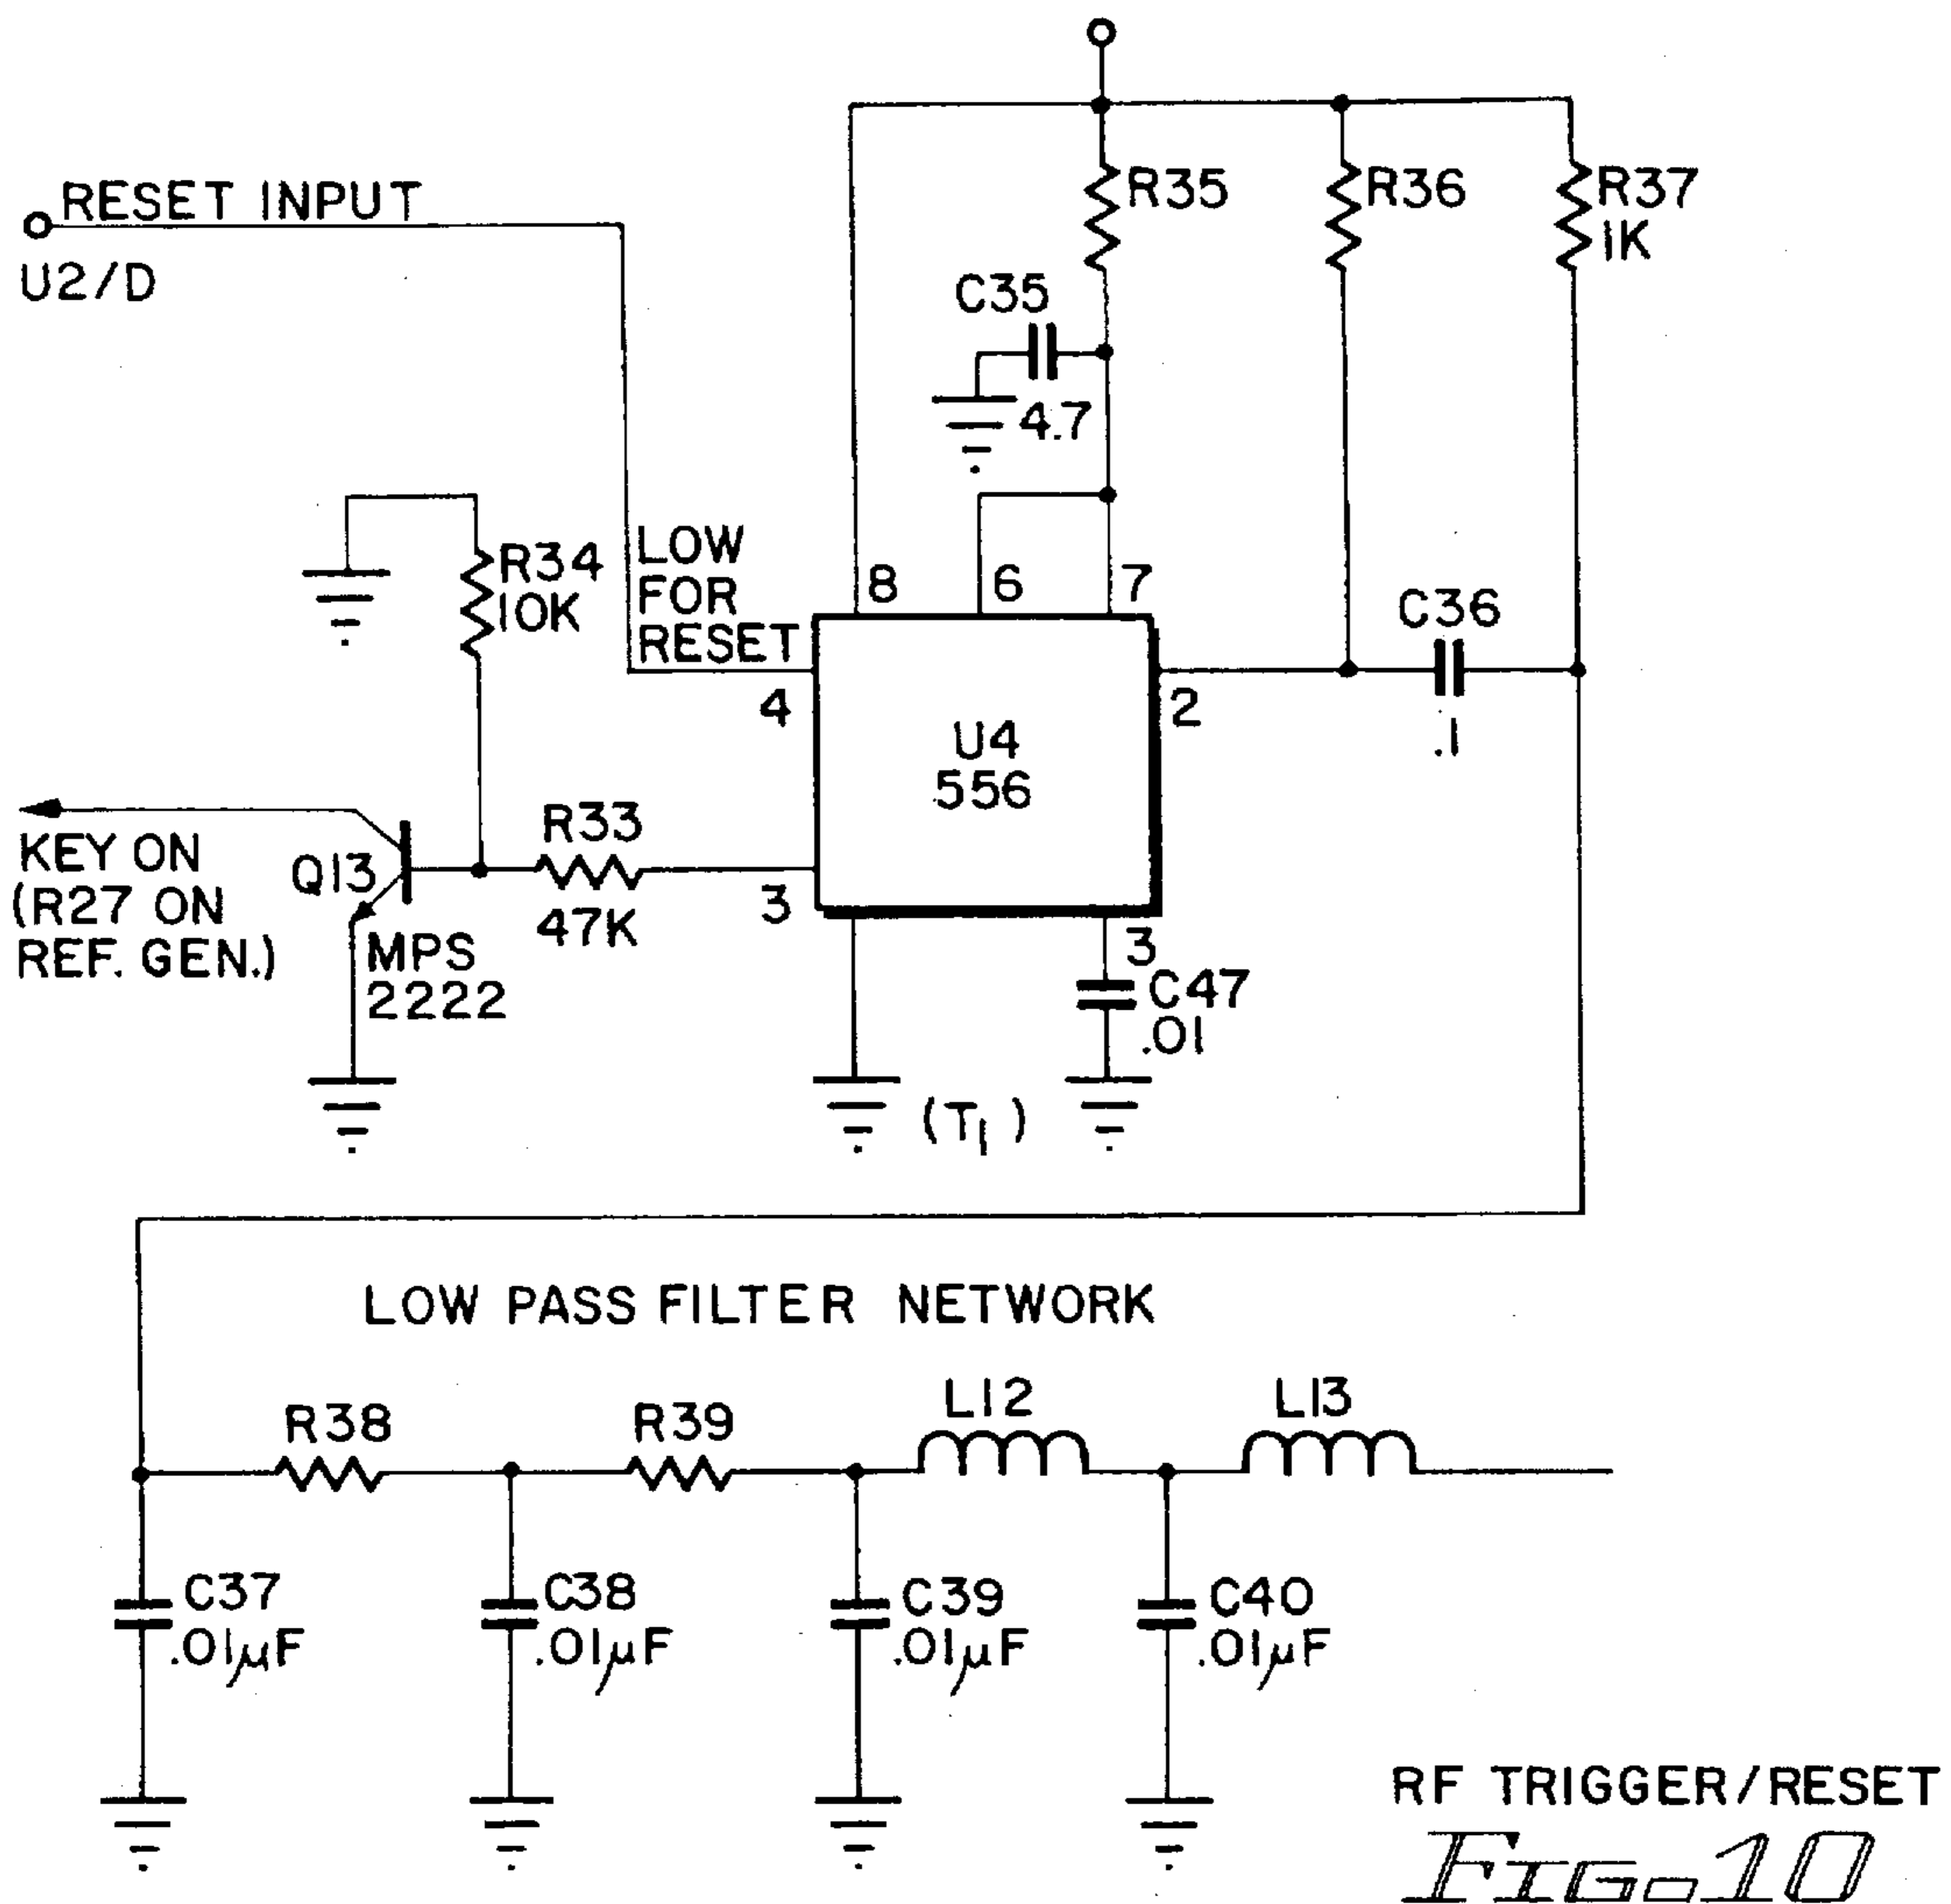 RESET INPUT
U2/D
R35
R36
R37
1K
C35
4.7
R34
10K
LOW
FOR
RESET
8
6
7
C36
.1
4
2
U4
556
KEY ON
(R27 ON
REF. GEN.)
Q13
MPS
2222
R33
47K
3
3
C47
.01
(T1)
LOW PASS FILTER NETWORK
R38
R39
L12
L13
C37
.01µF
C38
.01µF
C39
.01µF
C40
.01µF
RF TRIGGER/RESET
FIG. 10